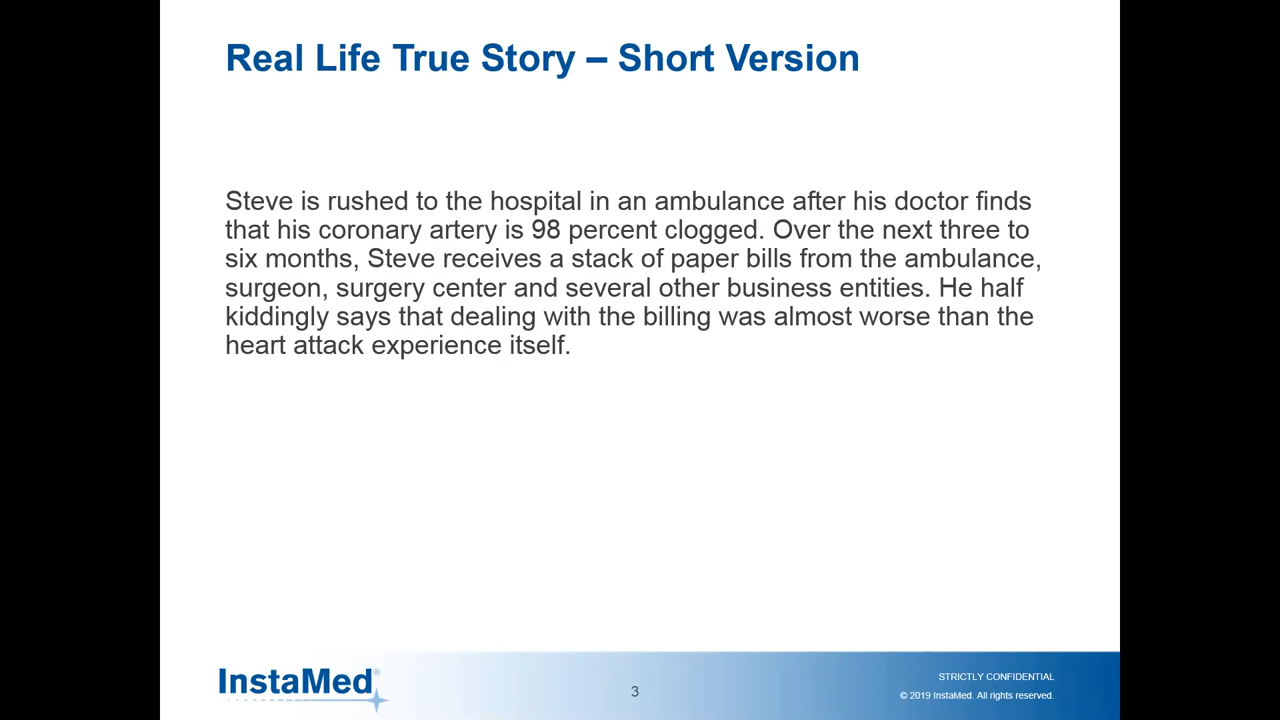 Real Life True Story – Short Version
Steve is rushed to the hospital in an ambulance after his doctor finds
that his coronary artery is 98 percent clogged. Over the next three to
six months, Steve receives a stack of paper bills from the ambulance,
surgeon, surgery center and several other business entities. He half
kiddingly says that dealing with the billing was almost worse than the
heart attack experience itself.
InstaMed®
3
STRICTLY CONFIDENTIAL
© 2019 InstaMed. All rights reserved.